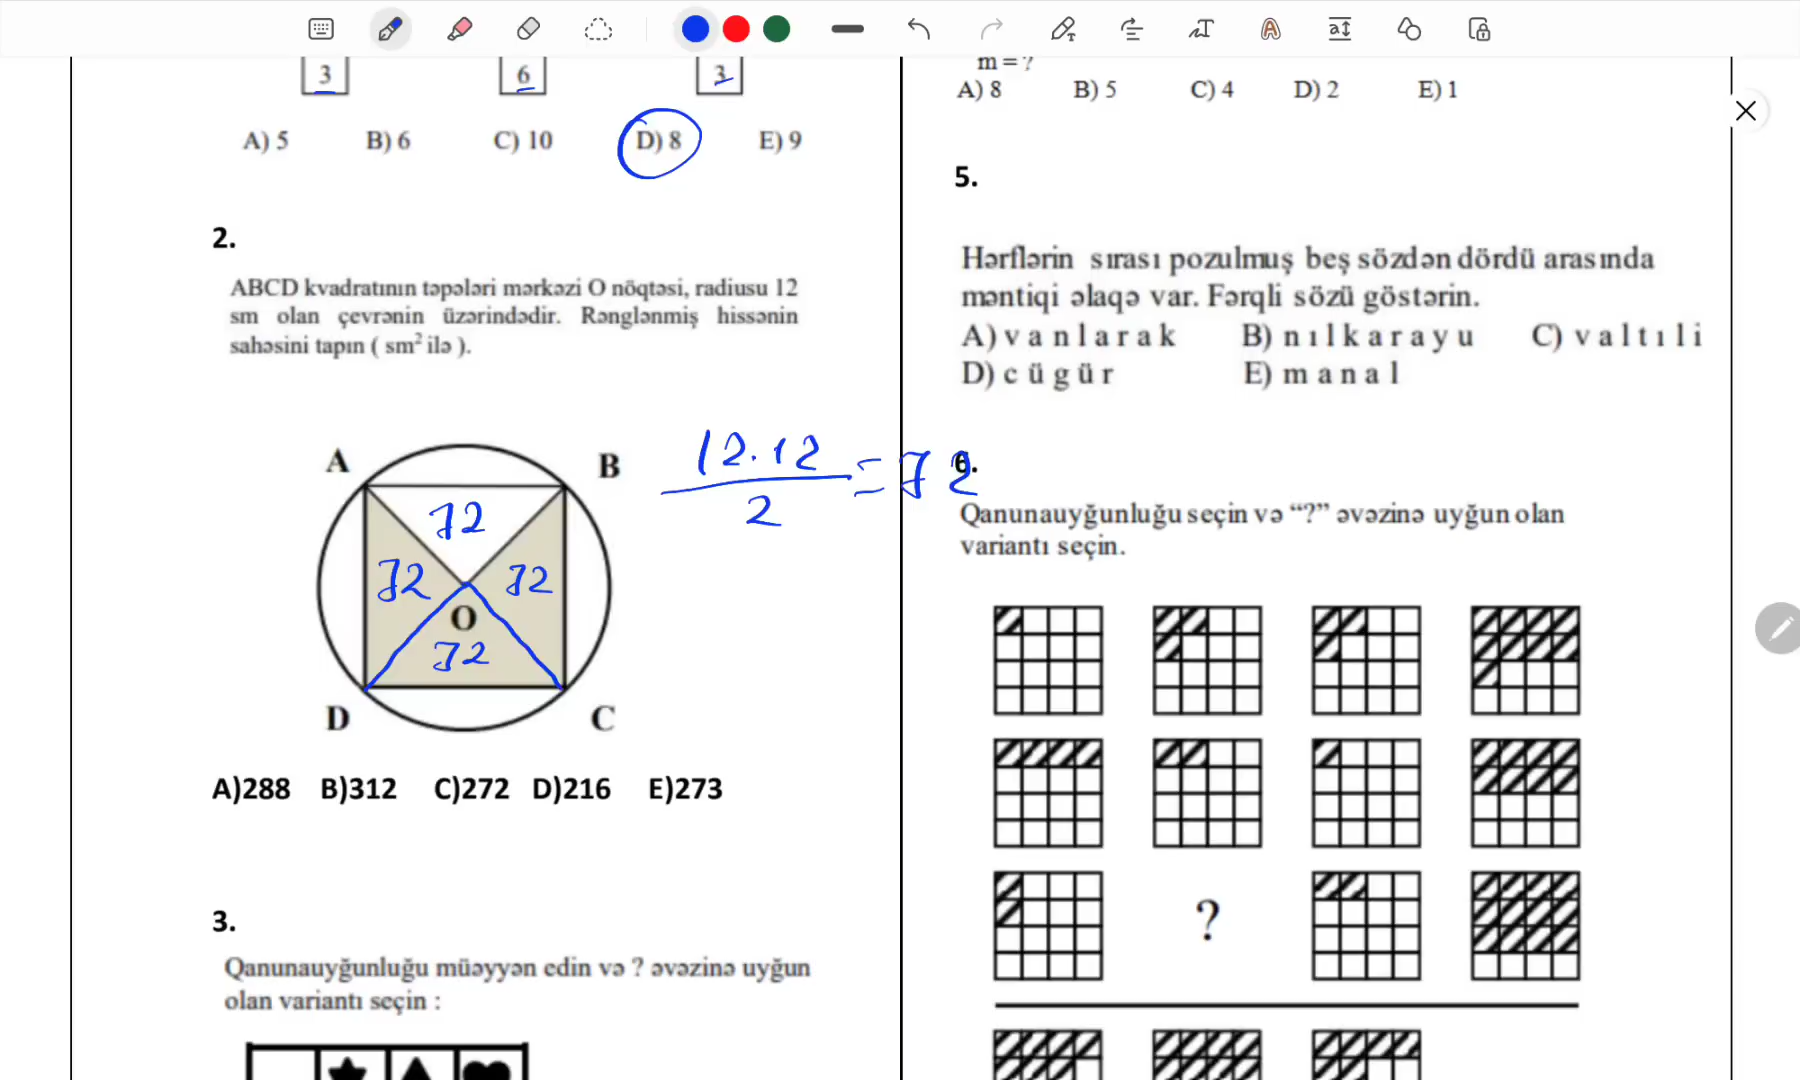 3 6 3
A) 5 B) 6 C) 10 D) 8 E) 9
2.
ABCD kvadratının təpələri mərkəzi O nöqtəsi, radiusu 12
sm olan çevrənin üzərindədir. Rənglənmiş hissənin
sahəsini tapın ( sm² ilə ).
A
B
72
72 72
O
72
D
C
12.12
2
=72
A)288 B)312 C)272 D)216 E)273
3.
Qanunauyğunluğu müəyyən edin və ? əvəzinə uyğun
olan variantı seçin :
m = ?
A) 8 B) 5 C) 4 D) 2 E) 1
5.
Hərflərin sırası pozulmuş beş sözdən dördü arasında
məntiqi əlaqə var. Fərqli sözü göstərin.
A) v a n l a r a k B) n ı l k a r a y u C) v a l t ı l i
D) c ü g ü r E) m a n a l
6.
Qanunauyğunluğu seçin və “?” əvəzinə uyğun olan
variantı seçin.
?